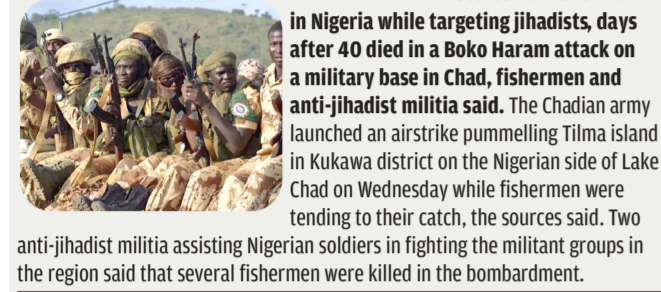 in Nigeria while targeting jihadists, days
after 40 died in a Boko Haram attack on
a military base in Chad, fishermen and
anti-jihadist militia said. The Chadian army
launched an airstrike pummelling Tilma island
in Kukawa district on the Nigerian side of Lake
Chad on Wednesday while fishermen were
tending to their catch, the sources said. Two
anti-jihadist militia assisting Nigerian soldiers in fighting the militant groups in
the region said that several fishermen were killed in the bombardment.